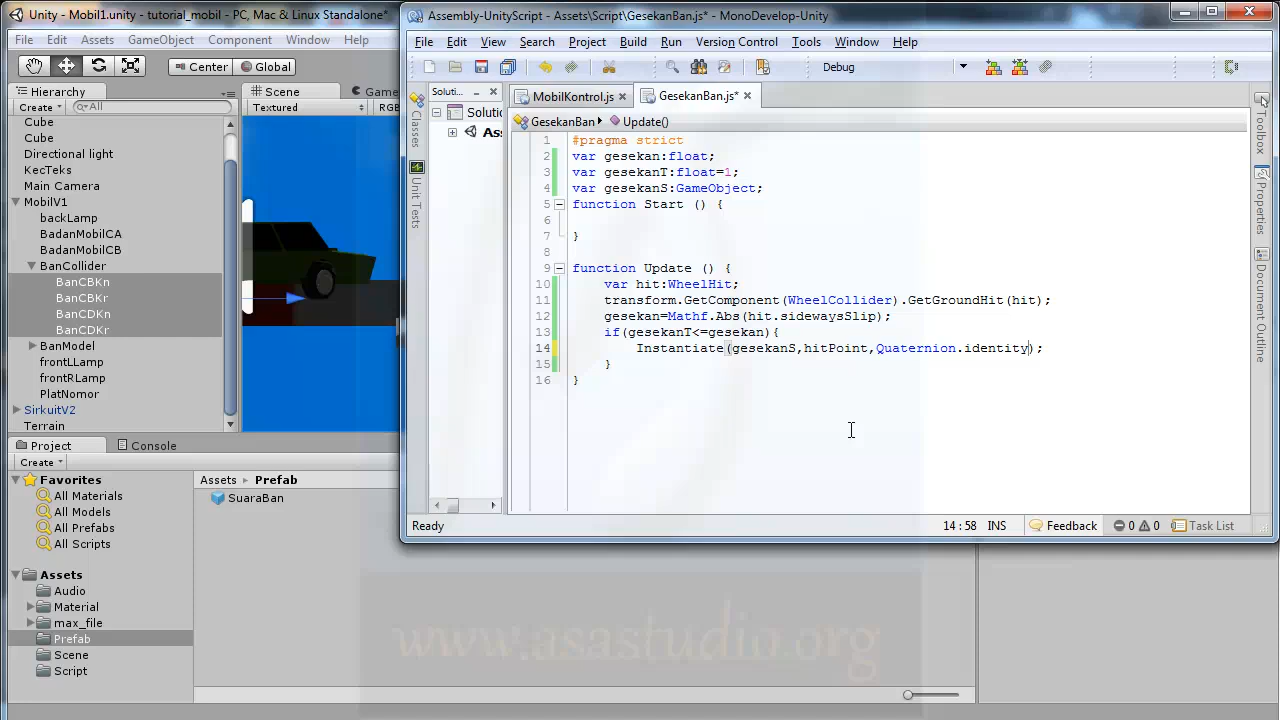 Unity - Mobil1.unity - tutorial_mobil - PC, Mac & Linux Standalone*
File Edit Assets GameObject Component Window Help
Center Global
Hierarchy
Create All
Cube
Cube
Directional light
KecTeks
Main Camera
MobilV1
backLamp
BadanMobilCA
BadanMobilCB
BanCollider
BanCBKn
BanCBKr
BanCDKn
BanCDKr
BanModel
frontLLamp
frontRLamp
PlatNomor
SirkuitV2
Terrain
Scene Game
Textured RGB
Project Console
Create
Favorites
All Materials
All Models
All Prefabs
All Scripts
Assets
Audio
Material
max_file
Prefab
Scene
Script
Assets Prefab
SuaraBan
Assembly-UnityScript - Assets\Script\GesekanBan.js* - MonoDevelop-Unity
File Edit View Search Project Build Run Version Control Tools Window Help
Debug
Classes
Unit Tests
Soluti..
Solutio
Ass
MobilKontrol.js GesekanBan.js*
GesekanBan Update()
1 #pragma strict
2 var gesekan:float;
3 var gesekanT:float=1;
4 var gesekanS:GameObject;
5 function Start () {
6
7 }
8
9 function Update () {
10 var hit:WheelHit;
11 transform.GetComponent(WheelCollider).GetGroundHit(hit);
12 gesekan=Mathf.Abs(hit.sidewaysSlip);
13 if(gesekanT<=gesekan){
14 Instantiate(gesekanS,hitPoint,Quaternion.identity);
15 }
16 }
Toolbox
Properties
Document Outline
Ready 14 : 58 INS Feedback 0 0 Task List
www.asastudio.org